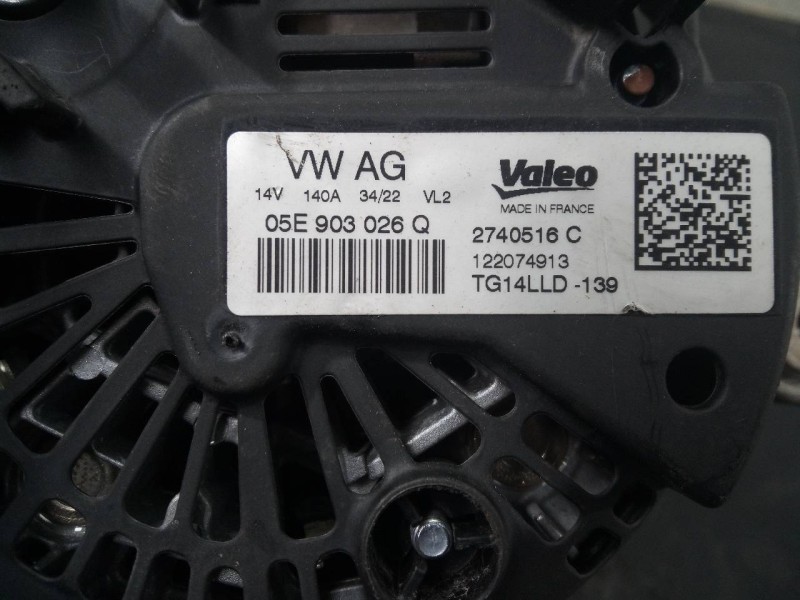 VW AG
14V 140A 34/22 VL2
05E 903 026 Q
Valeo
MADE IN FRANCE
2740516 C
122074913
TG14LLD -139